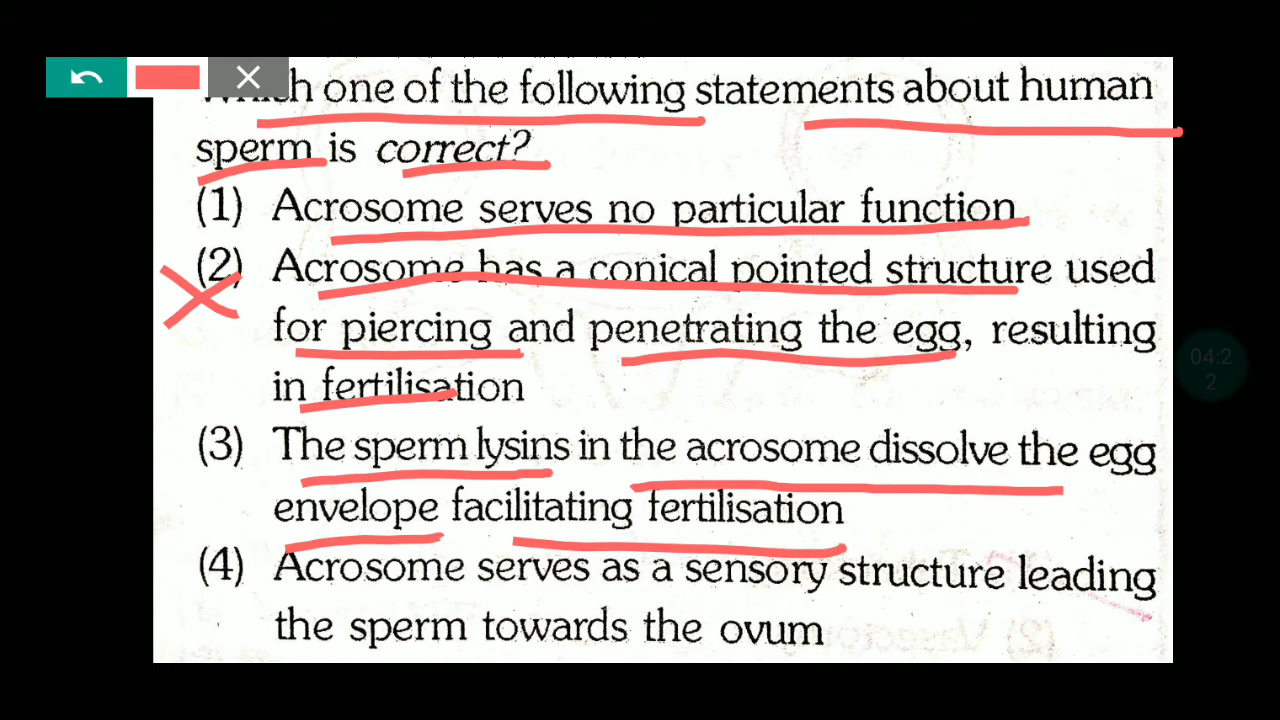 one of the following statements about human
sperm is correct?
(1) Acrosome serves no particular function
(2) Acrosome has a conical pointed structure used
for piercing and penetrating the egg, resulting
in fertilisation
(3) The sperm lysins in the acrosome dissolve the egg
envelope facilitating fertilisation
(4) Acrosome serves as a sensory structure leading
the sperm towards the ovum
04:2
2